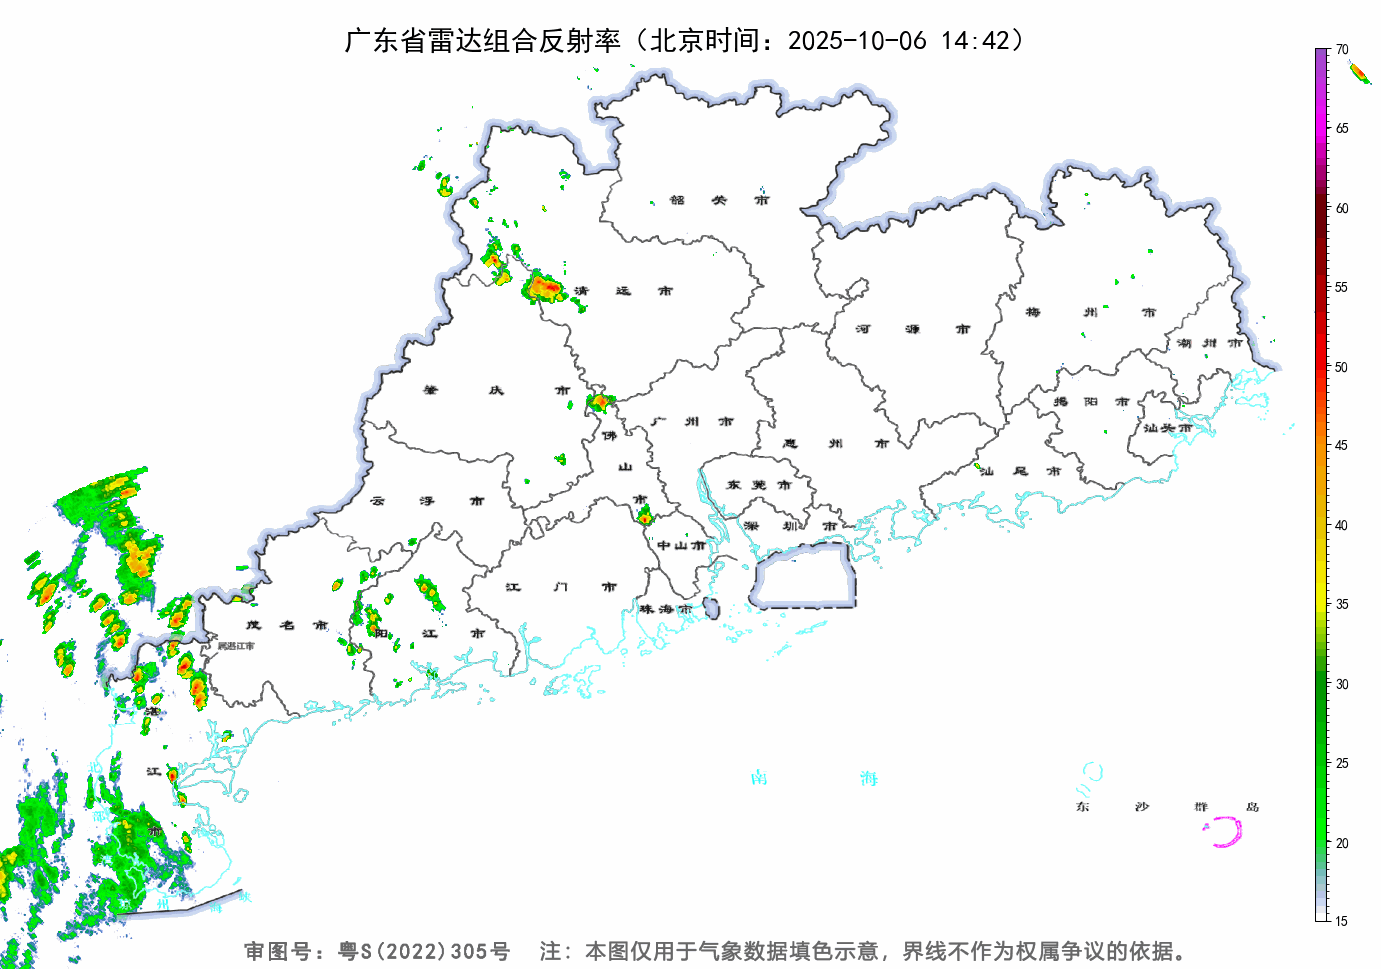 广东省雷达组合反射率（北京时间：2025-10-06 14:42）
70
65
60
55
50
45
40
35
30
25
20
15
韶关市
清远市
河源市
梅州市
潮州市
肇庆市
广州市
佛山市
惠州市
揭阳市
汕头市
汕尾市
东莞市
深圳市
云浮市
中山市
江门市
珠海市
茂名市
属湛江市
阳江市
湛江市
南海
东沙群岛
州海峡
审图号：粤S(2022)305号 注：本图仅用于气象数据填色示意，界线不作为权属争议的依据。